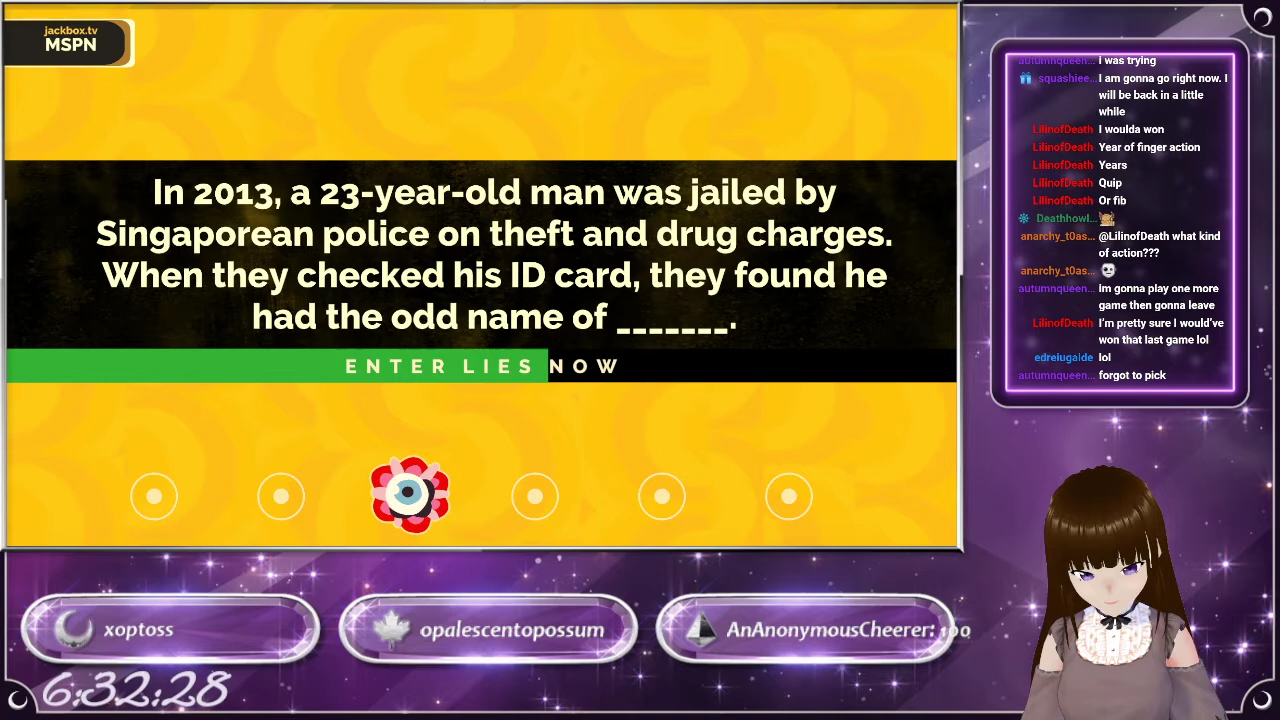 jackbox.tv
MSPN
In 2013, a 23-year-old man was jailed by
Singaporean police on theft and drug charges.
When they checked his ID card, they found he
had the odd name of _______.
ENTER LIES NOW
autumnqueen... I was trying
squashiee... I am gonna go right now. I
will be back in a little
while
LilinofDeath I woulda won
LilinofDeath Year of finger action
LilinofDeath Years
LilinofDeath Quip
LilinofDeath Or fib
Deathhowl...
anarchy_t0as... @LilinofDeath what kind
of action???
anarchy_t0as...
autumnqueen... im gonna play one more
game then gonna leave
LilinofDeath I'm pretty sure I would've
won that last game lol
edreiugalde lol
autumnqueen... forgot to pick
xoptoss
opalescentopossum
AnAnonymousCheerer: 100
6:32:28